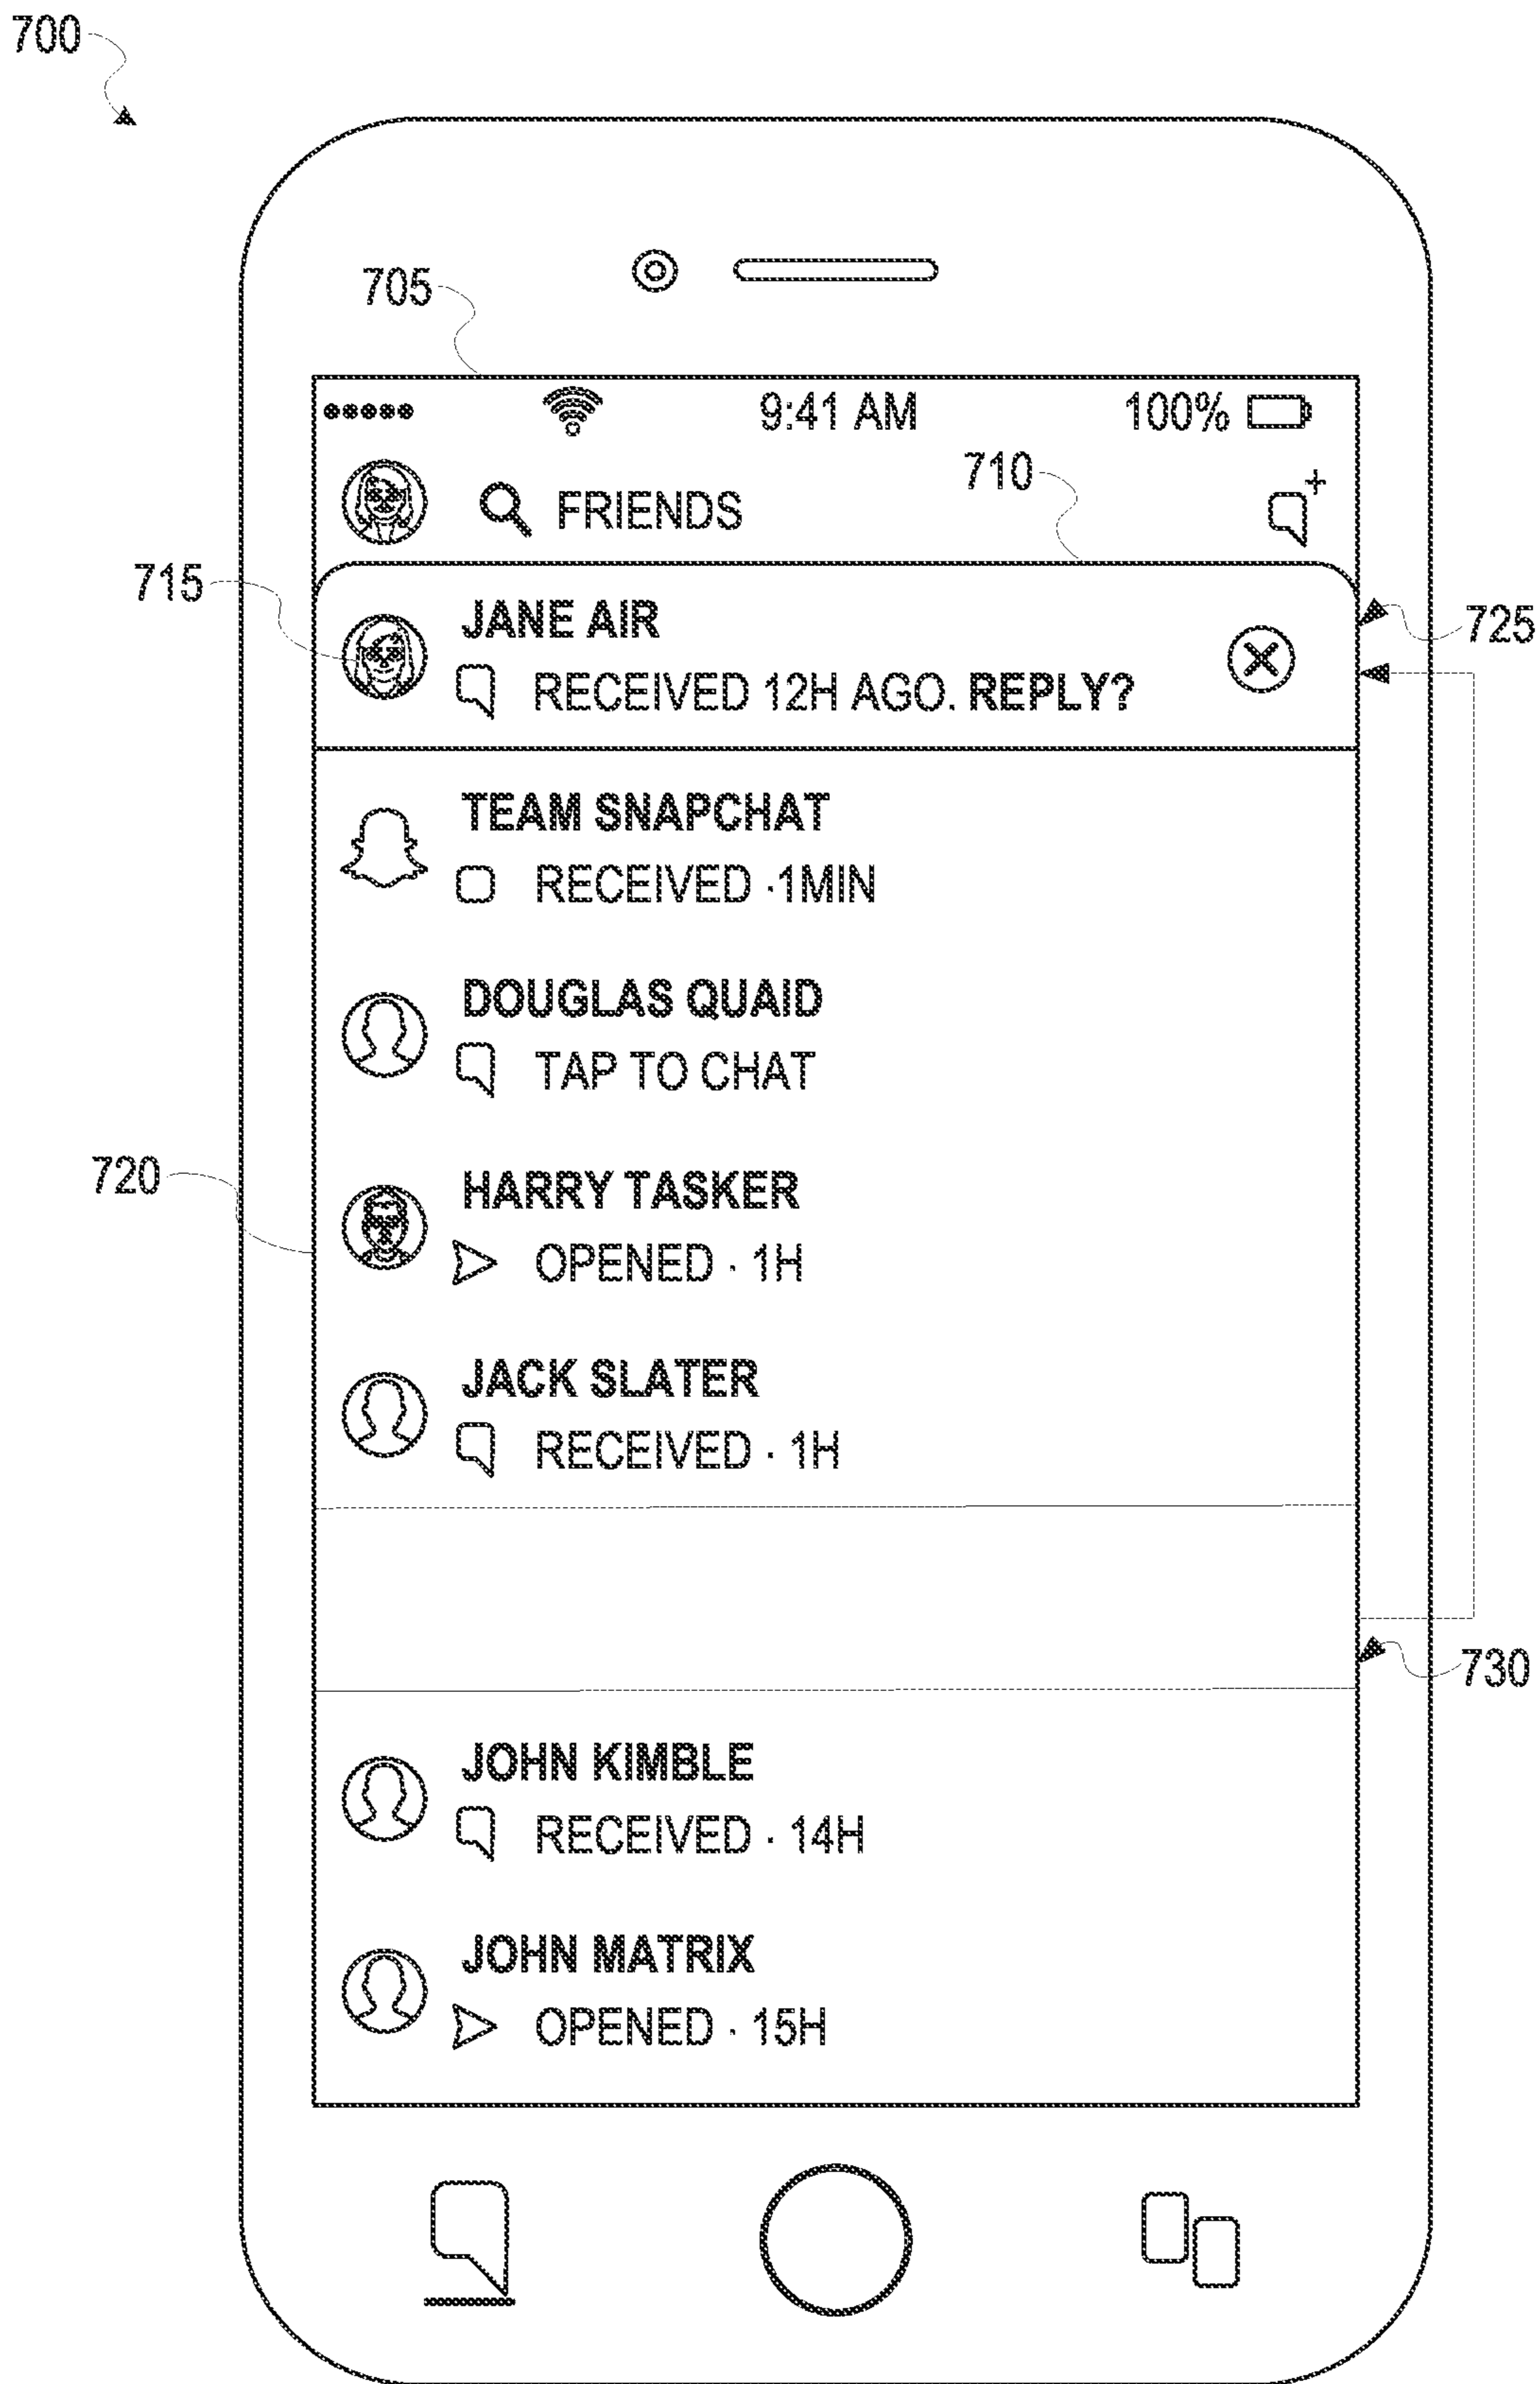 700
705
9:41 AM 100%
FRIENDS
710
715
JANE AIR
RECEIVED 12H AGO. REPLY?
725
TEAM SNAPCHAT
RECEIVED ·1MIN
DOUGLAS QUAID
TAP TO CHAT
720
HARRY TASKER
OPENED · 1H
JACK SLATER
RECEIVED · 1H
730
JOHN KIMBLE
RECEIVED · 14H
JOHN MATRIX
OPENED · 15H